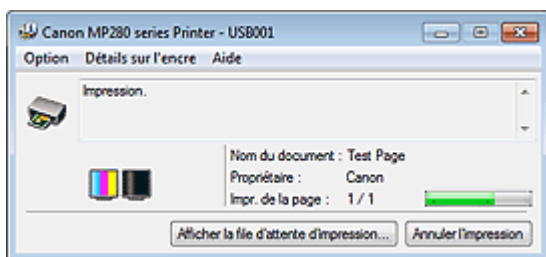 Canon MP280 series Printer - USB001
Option Détails sur l'encre Aide
Impression.
Nom du document : Test Page
Propriétaire : Canon
Impr. de la page : 1 / 1
Afficher la file d'attente d'impression... Annuler l'impression